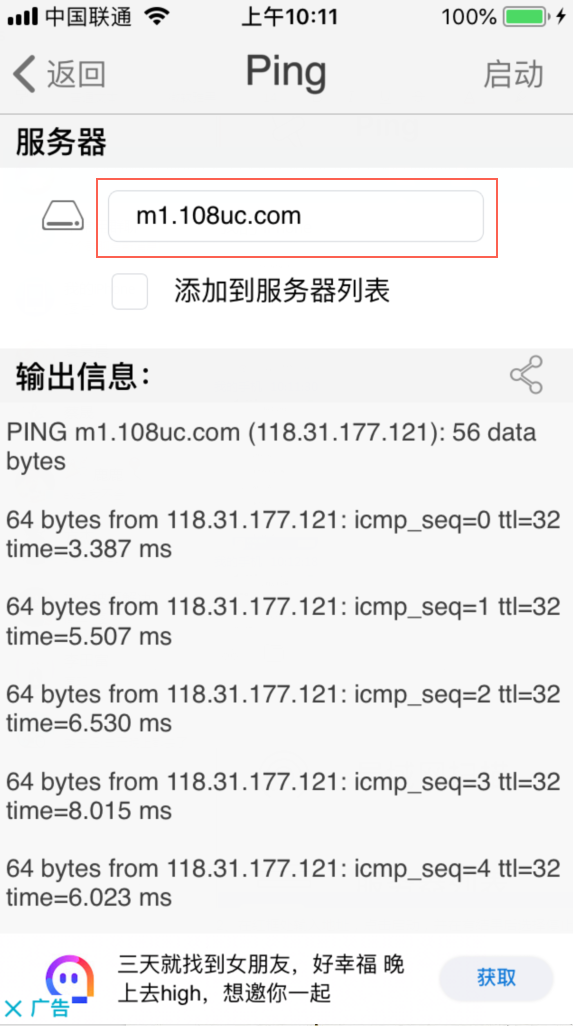 中国联通 上午10:11 100%
返回 Ping 启动
服务器
m1.108uc.com
添加到服务器列表
输出信息：
PING m1.108uc.com (118.31.177.121): 56 data
bytes
64 bytes from 118.31.177.121: icmp_seq=0 ttl=32
time=3.387 ms
64 bytes from 118.31.177.121: icmp_seq=1 ttl=32
time=5.507 ms
64 bytes from 118.31.177.121: icmp_seq=2 ttl=32
time=6.530 ms
64 bytes from 118.31.177.121: icmp_seq=3 ttl=32
time=8.015 ms
64 bytes from 118.31.177.121: icmp_seq=4 ttl=32
time=6.023 ms
三天就找到女朋友，好幸福 晚
上去high，想邀你一起
获取
广告